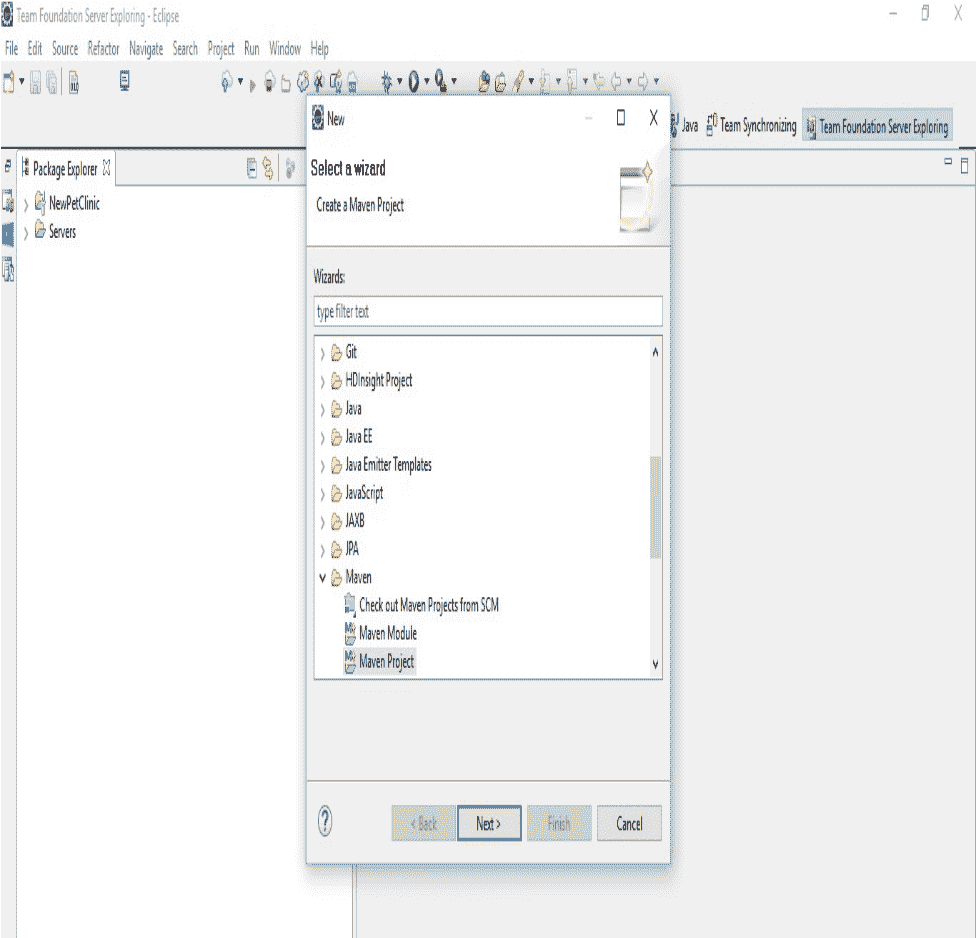 Team Foundation Server Exploring - Eclipse
File Edit Source Refactor Navigate Search Project Run Window Help
Java Team Synchronizing Team Foundation Server Exploring
Package Explorer
NewPetClinic
Servers
New
Select a wizard
Create a Maven Project
Wizards:
type filter text
Git
HDInsight Project
Java
Java EE
Java Emitter Templates
JavaScript
JAXB
JPA
Maven
Check out Maven Projects from SCM
Maven Module
Maven Project
< Back Next > Finish Cancel